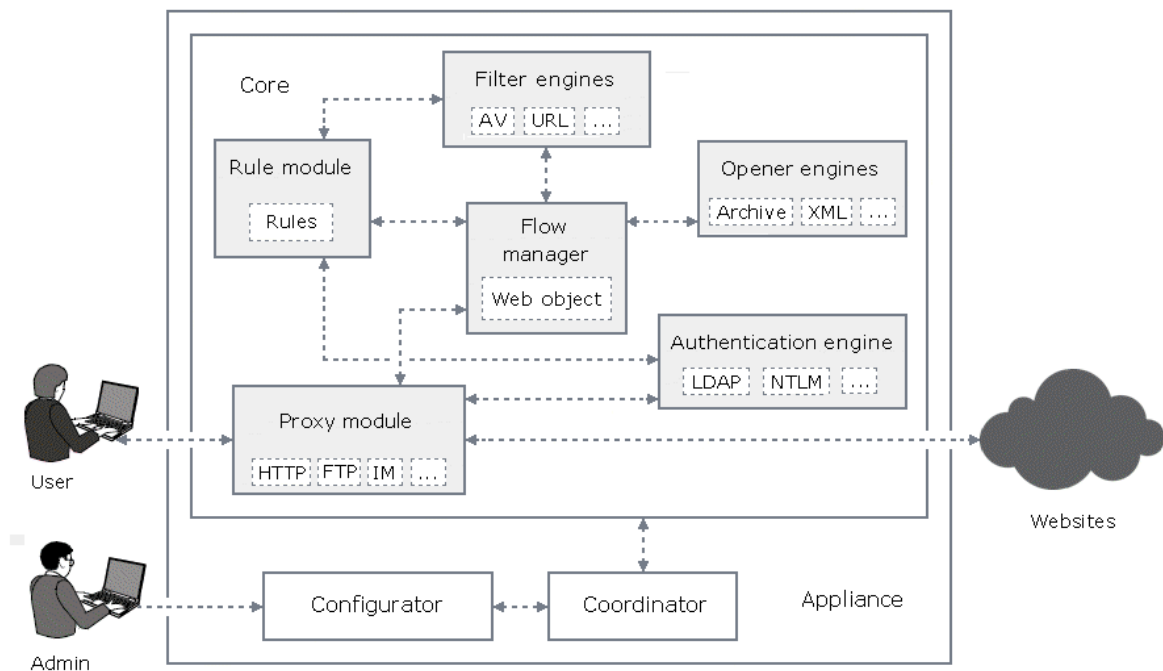 Core
Filter engines
AV URL ...
Rule module
Rules
Opener engines
Archive XML ...
Flow
manager
Web object
Authentication engine
LDAP NTLM ...
Proxy module
HTTP FTP IM ...
User
Websites
Configurator
Coordinator
Appliance
Admin